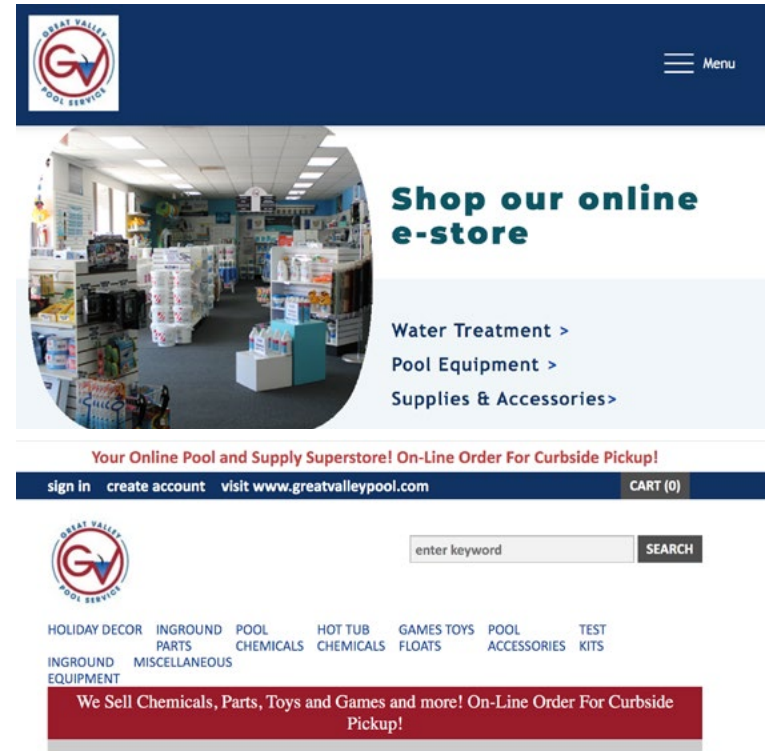 GREAT VALLEY
GV
POOL SERVICE
Menu
Shop our online
e-store
Water Treatment >
Pool Equipment >
Supplies & Accessories>
Your Online Pool and Supply Superstore! On-Line Order For Curbside Pickup!
sign in create account visit www.greatvalleypool.com CART (0)
GREAT VALLEY
GV
POOL SERVICE
enter keyword SEARCH
HOLIDAY DECOR INGROUND POOL HOT TUB GAMES TOYS POOL TEST
PARTS CHEMICALS CHEMICALS FLOATS ACCESSORIES KITS
INGROUND MISCELLANEOUS
EQUIPMENT
We Sell Chemicals, Parts, Toys and Games and more! On-Line Order For Curbside
Pickup!